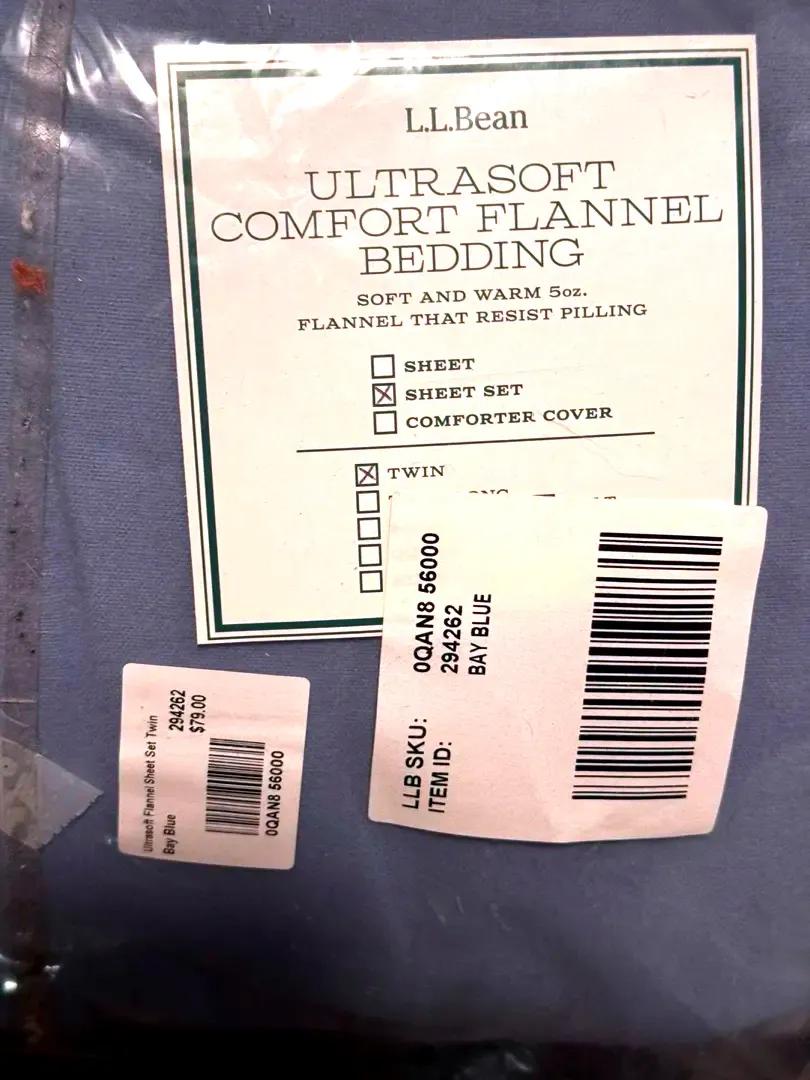 L.L.Bean
ULTRASOFT
COMFORT FLANNEL
BEDDING
SOFT AND WARM 5oz.
FLANNEL THAT RESIST PILLING
SHEET
SHEET SET
COMFORTER COVER
TWIN
LLB SKU: 0QAN8 56000
ITEM ID: 294262
BAY BLUE
Ultrasoft Flannel Sheet Set Twin
Bay Blue 294262
$79.00
0QAN8 56000